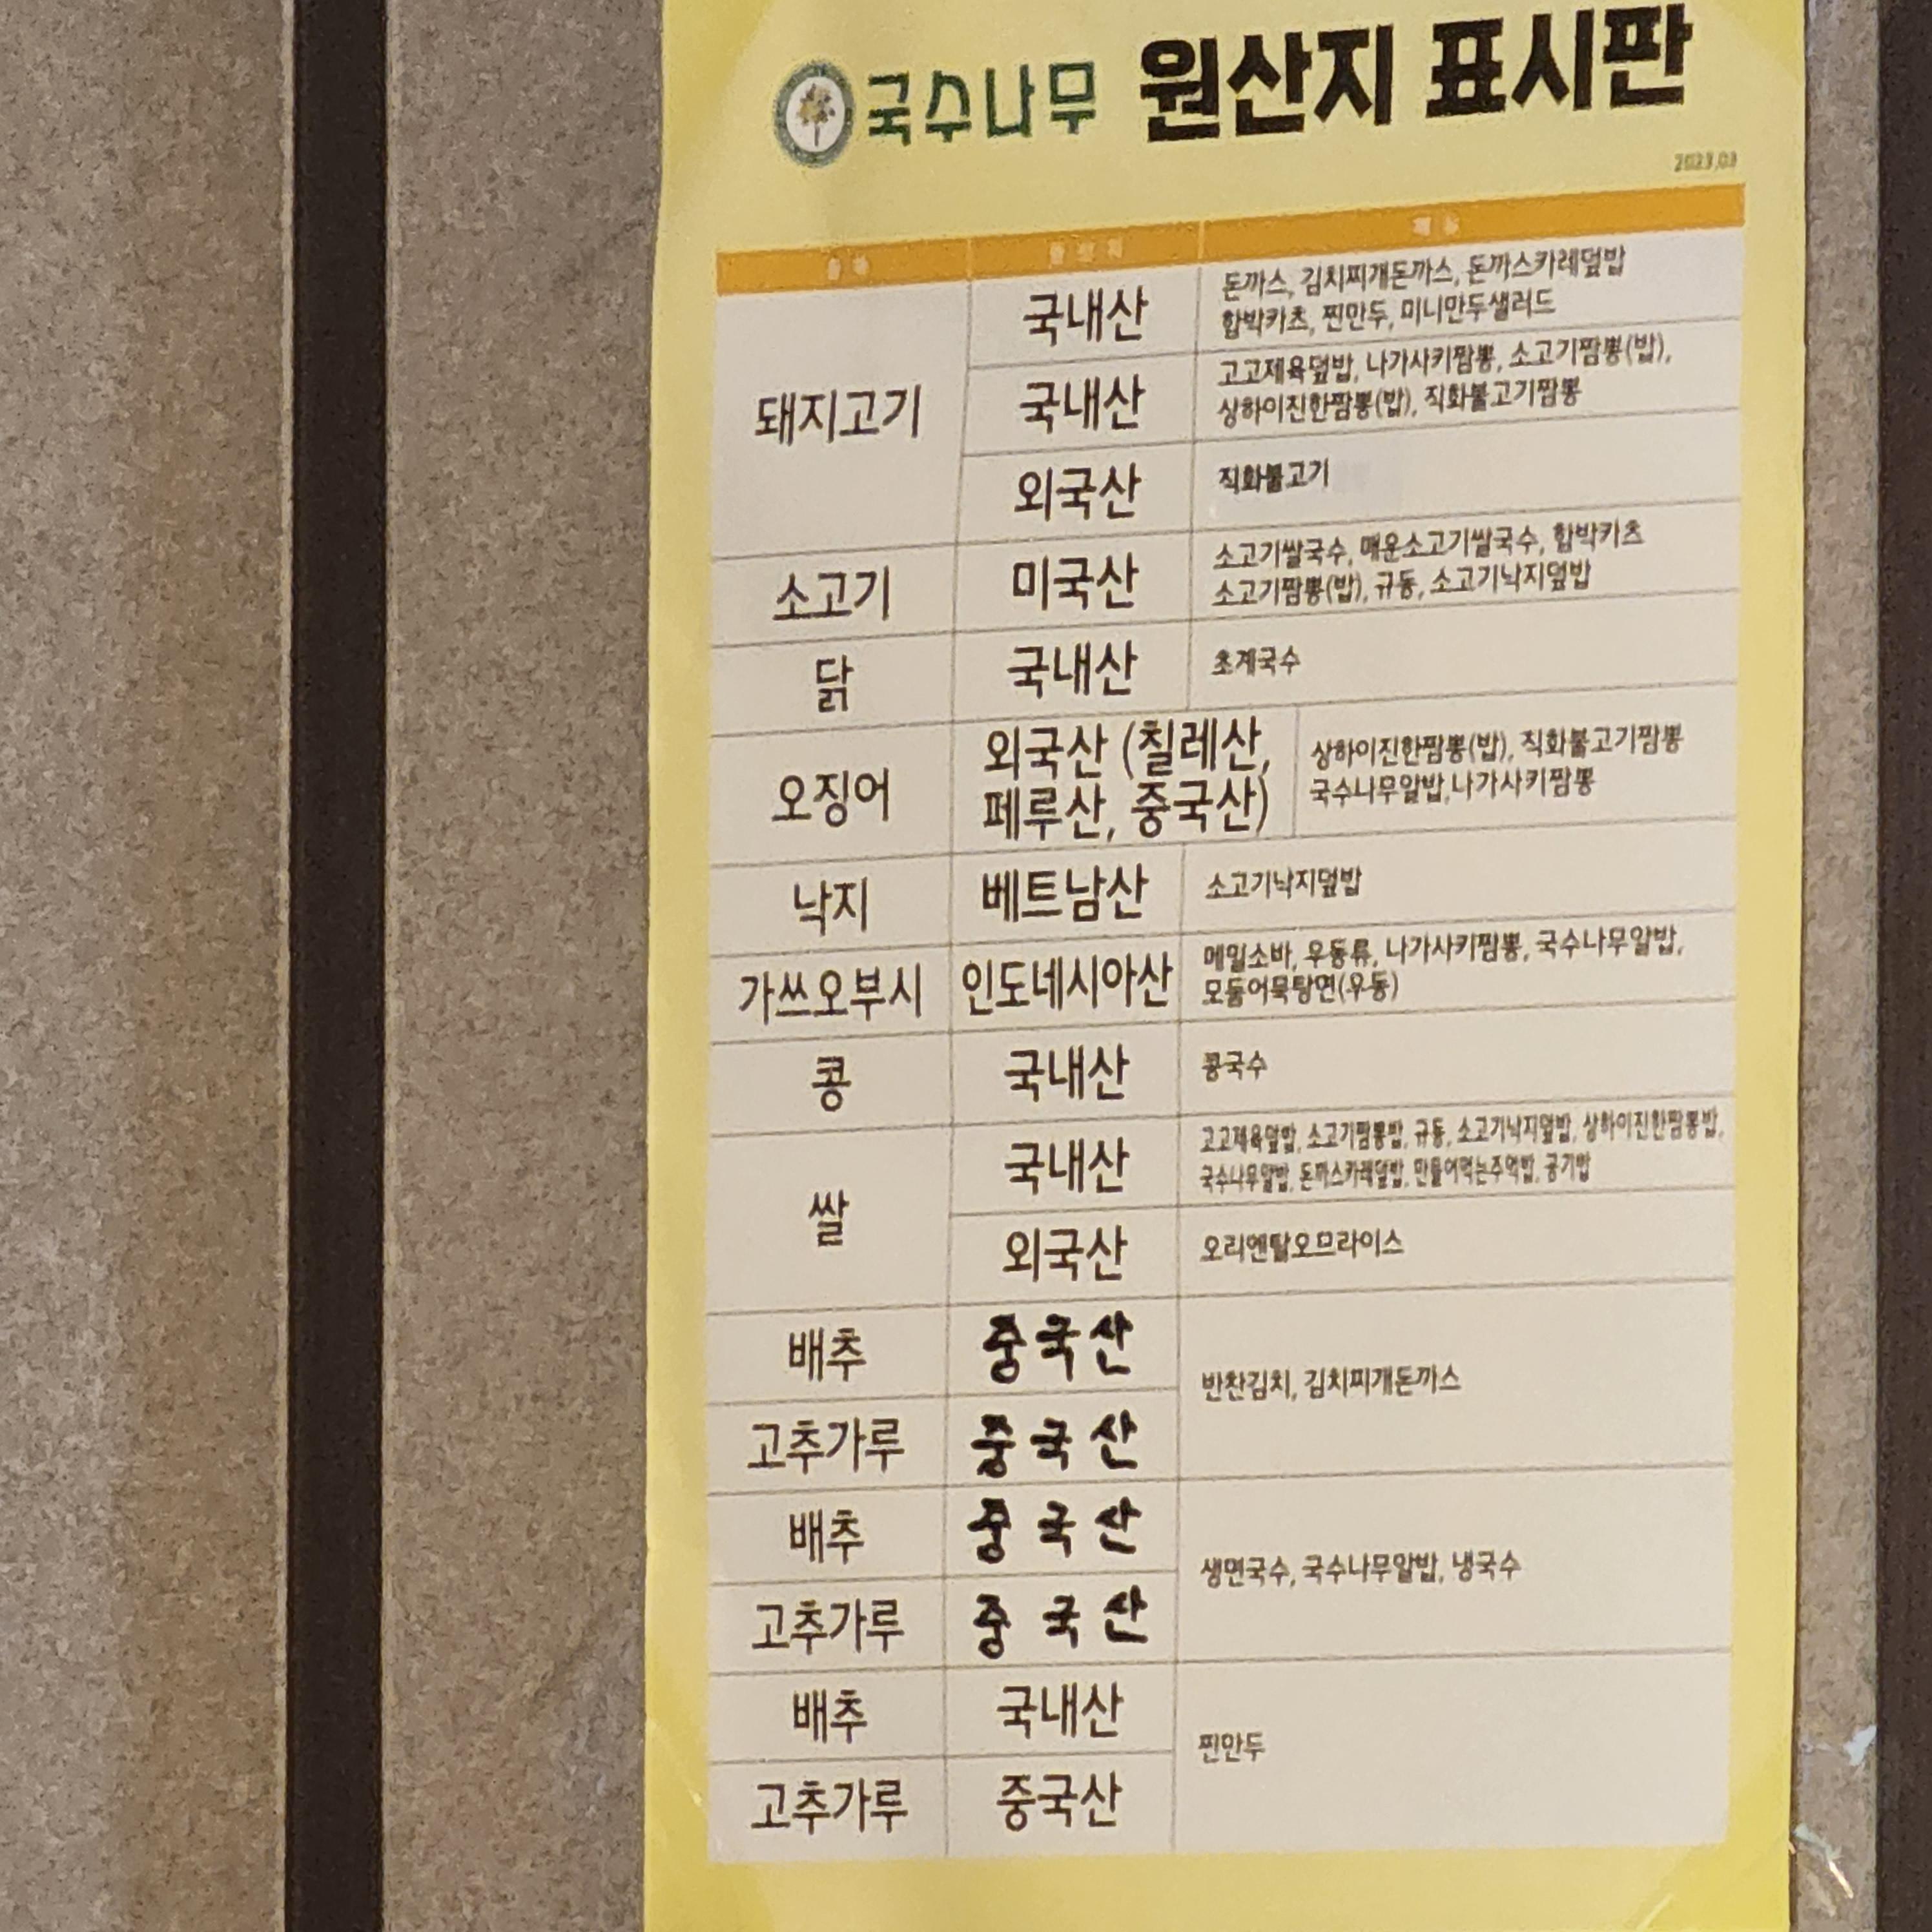 국수나무 원산지 표시판
2023.03
돼지고기
국내산
돈까스, 김치찌개돈까스, 돈까스카레덮밥
함박카츠, 찐만두, 미니만두샐러드
국내산
고고제육덮밥, 나가사키짬뽕, 소고기짬뽕(밥),
상하이진한짬뽕(밥), 직화불고기짬뽕
외국산
직화불고기
소고기
미국산
소고기쌀국수, 매운소고기쌀국수, 함박카츠
소고기짬뽕(밥), 규동, 소고기낙지덮밥
닭
국내산
초계국수
오징어
외국산 (칠레산,
페루산, 중국산)
상하이진한짬뽕(밥), 직화불고기짬뽕
국수나무알밥,나가사키짬뽕
낙지
베트남산
소고기낙지덮밥
가쓰오부시
인도네시아산
메밀소바, 우동류, 나가사키짬뽕, 국수나무알밥,
모둠어묵탕면(우동)
콩
국내산
콩국수
쌀
국내산
고고제육덮밥, 소고기짬뽕밥, 규동, 소고기낙지덮밥, 상하이진한짬뽕밥,
국수나무알밥, 돈까스카레덮밥, 만들어먹는주먹밥, 공기밥
외국산
오리엔탈오므라이스
배추
중국산
반찬김치, 김치찌개돈까스
고추가루
중국산
배추
중국산
생면국수, 국수나무알밥, 냉국수
고추가루
중국산
배추
국내산
찐만두
고추가루
중국산